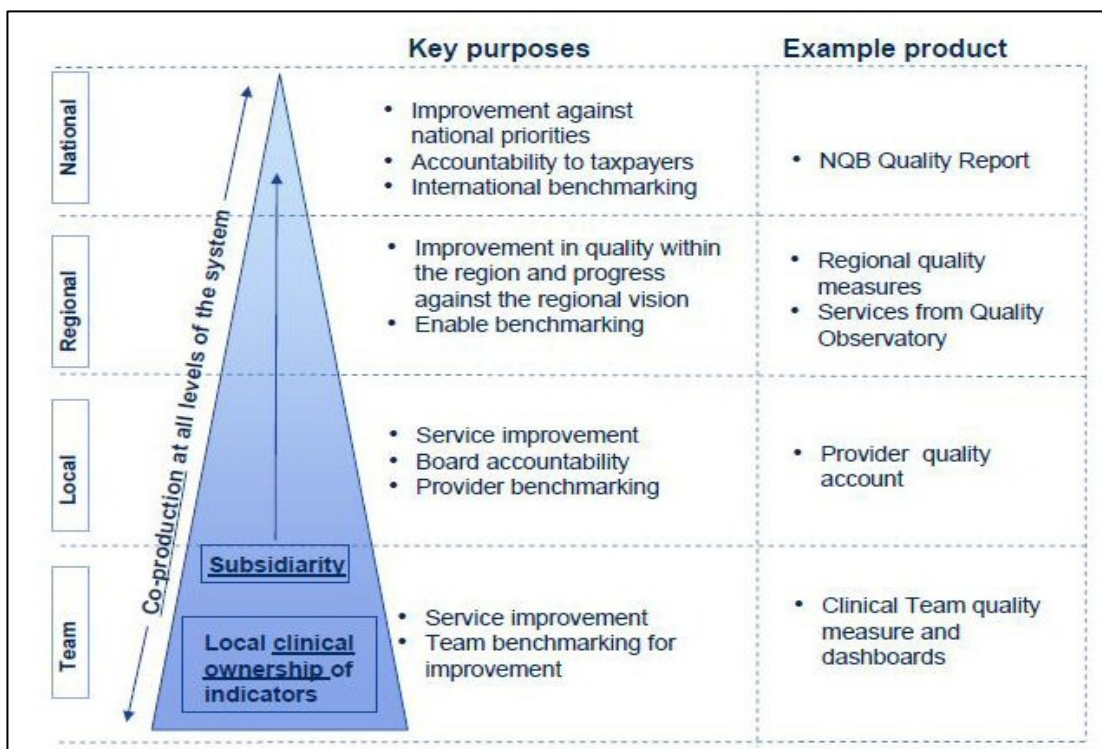 Key purposes
Example product
National
• Improvement against
national priorities
• Accountability to taxpayers
• International benchmarking
• NQB Quality Report
Regional
• Improvement in quality within
the region and progress
against the regional vision
• Enable benchmarking
• Regional quality
measures
• Services from Quality
Observatory
Local
• Service improvement
• Board accountability
• Provider benchmarking
• Provider quality
account
Team
• Service improvement
• Team benchmarking for
improvement
• Clinical Team quality
measure and
dashboards
Co-production at all levels of the system
Subsidiarity
Local clinical
ownership of
indicators